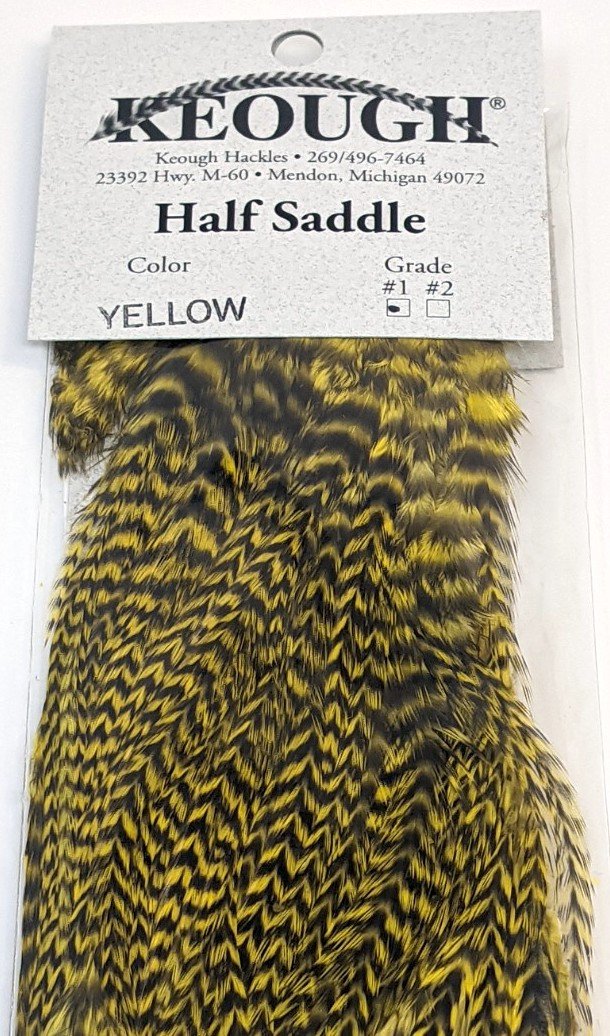 KEOUGH®
Keough Hackles • 269/496-7464
23392 Hwy. M-60 • Mendon, Michigan 49072
Half Saddle
Color Grade
#1 #2
YELLOW